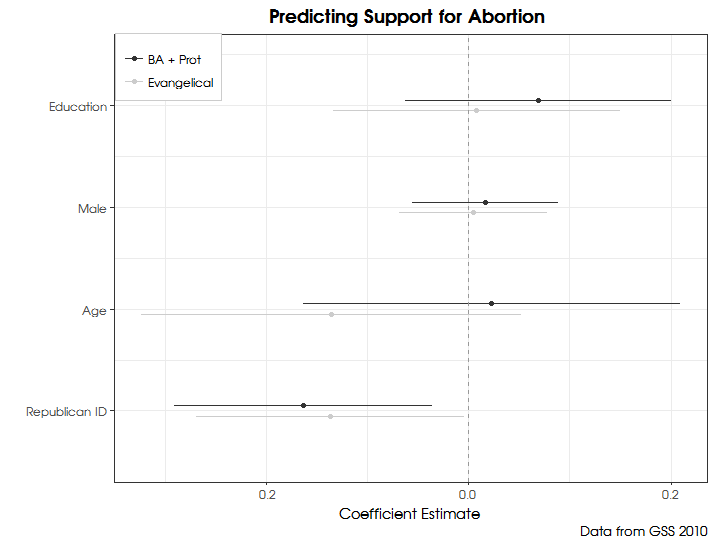 Predicting Support for Abortion
BA + Prot
Evangelical
Education
Male
Age
Republican ID
0.2
0.0
0.2
Coefficient Estimate
Data from GSS 2010